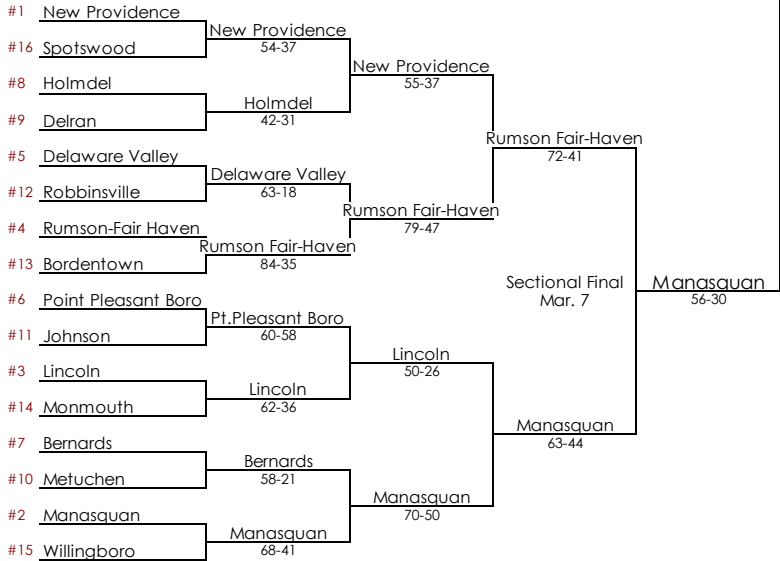 #1 New Providence
New Providence
#16 Spotswood
54-37
New Providence
#8 Holmdel
55-37
Holmdel
#9 Delran
42-31
Rumson Fair-Haven
#5 Delaware Valley
72-41
Delaware Valley
#12 Robbinsville
63-18
Rumson Fair-Haven
#4 Rumson-Fair Haven
79-47
Rumson Fair-Haven
#13 Bordentown
84-35
Sectional Final
Mar. 7
Manasquan
56-30
#6 Point Pleasant Boro
Pt.Pleasant Boro
#11 Johnson
60-58
Lincoln
#3 Lincoln
50-26
Lincoln
#14 Monmouth
62-36
Manasquan
#7 Bernards
63-44
Bernards
#10 Metuchen
58-21
Manasquan
#2 Manasquan
70-50
Manasquan
#15 Willingboro
68-41